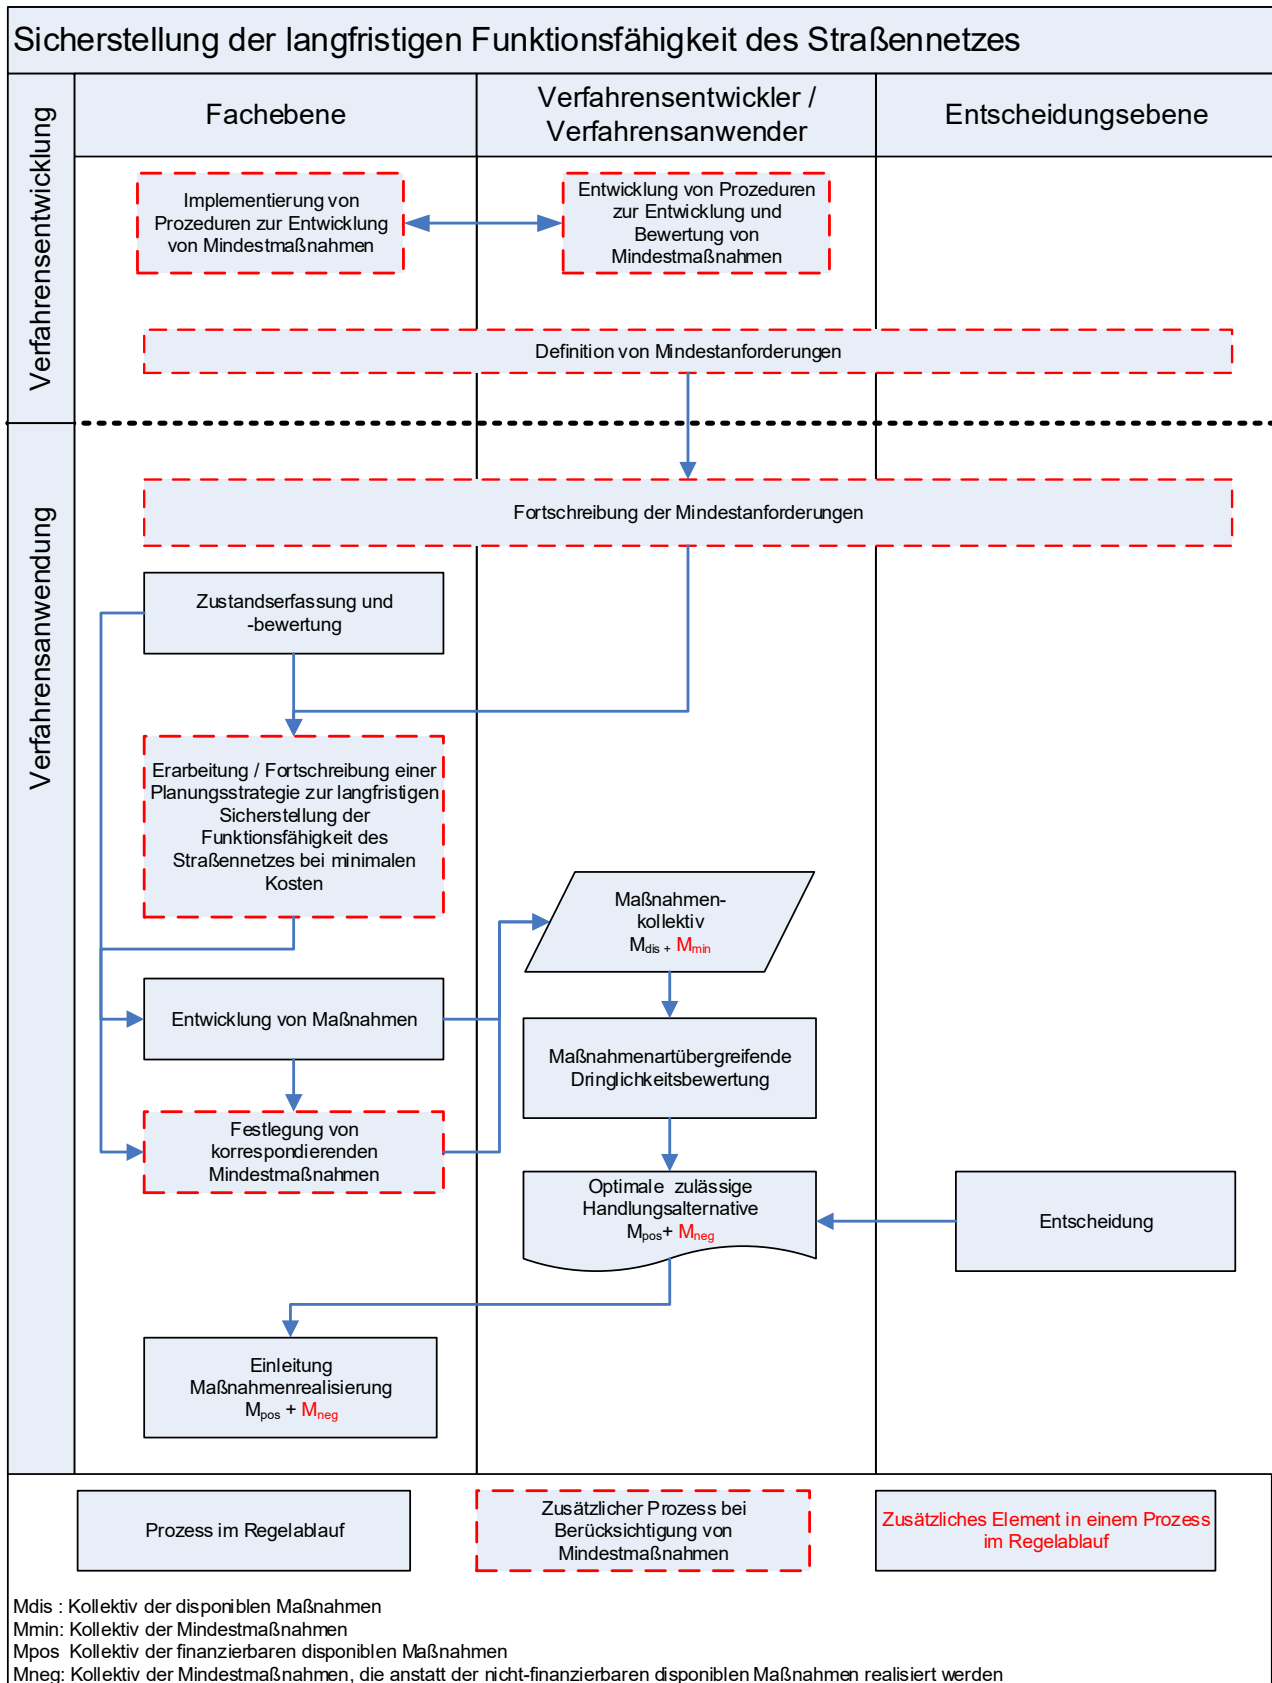 Sicherstellung der langfristigen Funktionsfähigkeit des Straßennetzes
Verfahrensentwicklung
Fachebene
Verfahrensentwickler /
Verfahrensanwender
Entscheidungsebene
Implementierung von
Prozeduren zur Entwicklung
von Mindestmaßnahmen
Entwicklung von Prozeduren
zur Entwicklung und
Bewertung von
Mindestmaßnahmen
Definition von Mindestanforderungen
Verfahrensanwendung
Fortschreibung der Mindestanforderungen
Zustandserfassung und
-bewertung
Erarbeitung / Fortschreibung einer
Planungsstrategie zur langfristigen
Sicherstellung der
Funktionsfähigkeit des
Straßennetzes bei minimalen
Kosten
Maßnahmen-
kollektiv
Mdis + Mmin
Entwicklung von Maßnahmen
Maßnahmenartübergreifende
Dringlichkeitsbewertung
Festlegung von
korrespondierenden
Mindestmaßnahmen
Optimale zulässige
Handlungsalternative
Mpos+ Mneg
Entscheidung
Einleitung
Maßnahmenrealisierung
Mpos + Mneg
Prozess im Regelablauf
Zusätzlicher Prozess bei
Berücksichtigung von
Mindestmaßnahmen
Zusätzliches Element in einem Prozess
im Regelablauf
Mdis : Kollektiv der disponiblen Maßnahmen
Mmin: Kollektiv der Mindestmaßnahmen
Mpos Kollektiv der finanzierbaren disponiblen Maßnahmen
Mneg: Kollektiv der Mindestmaßnahmen, die anstatt der nicht-finanzierbaren disponiblen Maßnahmen realisiert werden